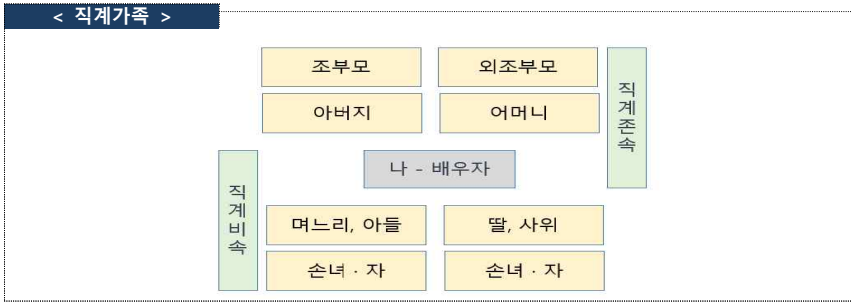 < 직계가족 >
조부모 외조부모
아버지 어머니
직계존속
나 - 배우자
직계비속
며느리, 아들 딸, 사위
손녀 · 자 손녀 · 자